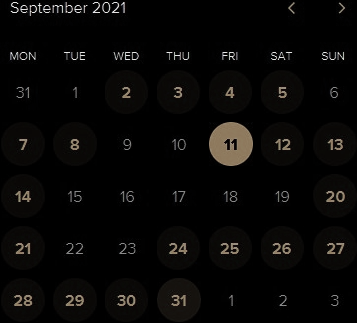 September 2021 < >
MON TUE WED THU FRI SAT SUN
31 1 2 3 4 5 6
7 8 9 10 11 12 13
14 15 16 17 18 19 20
21 22 23 24 25 26 27
28 29 30 31 1 2 3